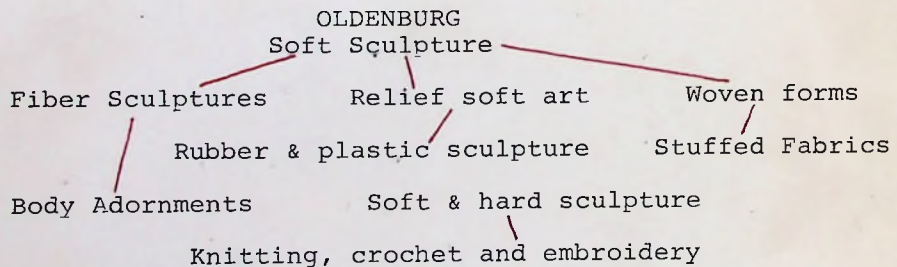 OLDENBURG
Soft Sculpture
Fiber Sculptures Relief soft art Woven forms
Rubber & plastic sculpture Stuffed Fabrics
Body Adornments Soft & hard sculpture
Knitting, crochet and embroidery